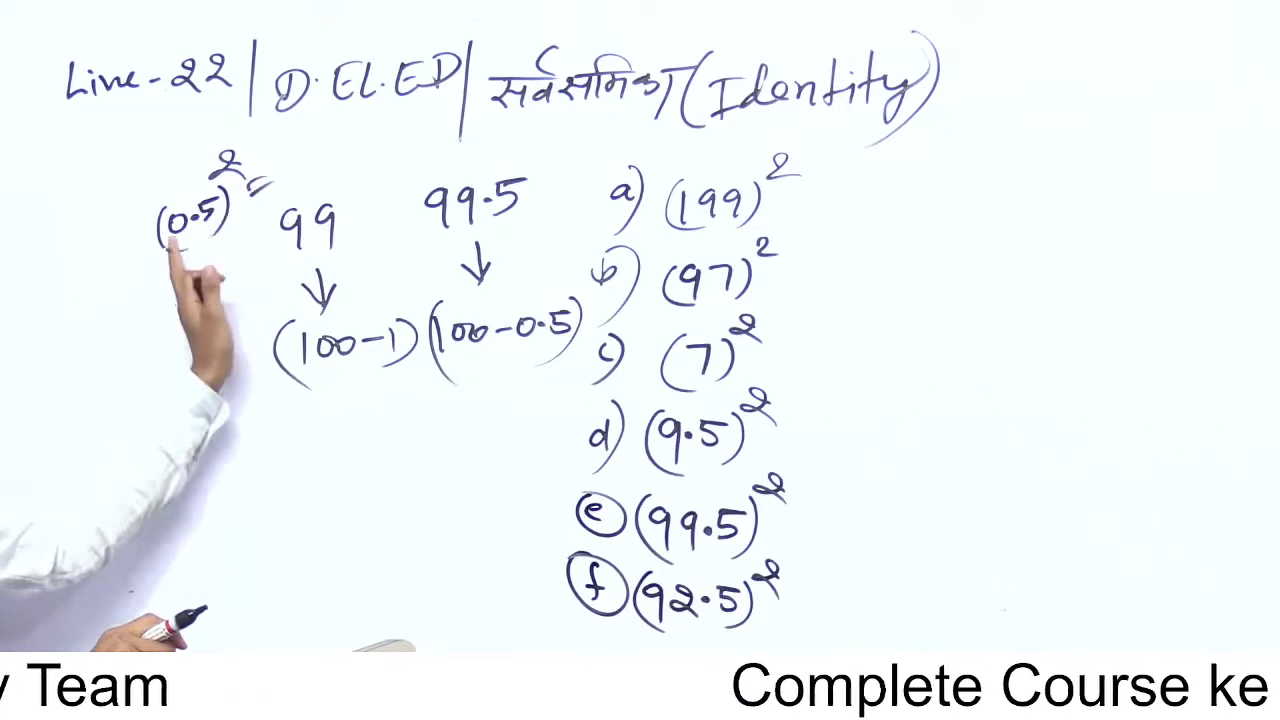 Live-22 | D.EL.ED | सर्वसमिका (Identity)
(0.5)² =
99 99.5
↓ ↓
(100-1) (100-0.5)
a) (199)²
b) (97)²
c) (7)²
d) (9.5)²
e (99.5)²
f (92.5)²
y Team Complete Course ke